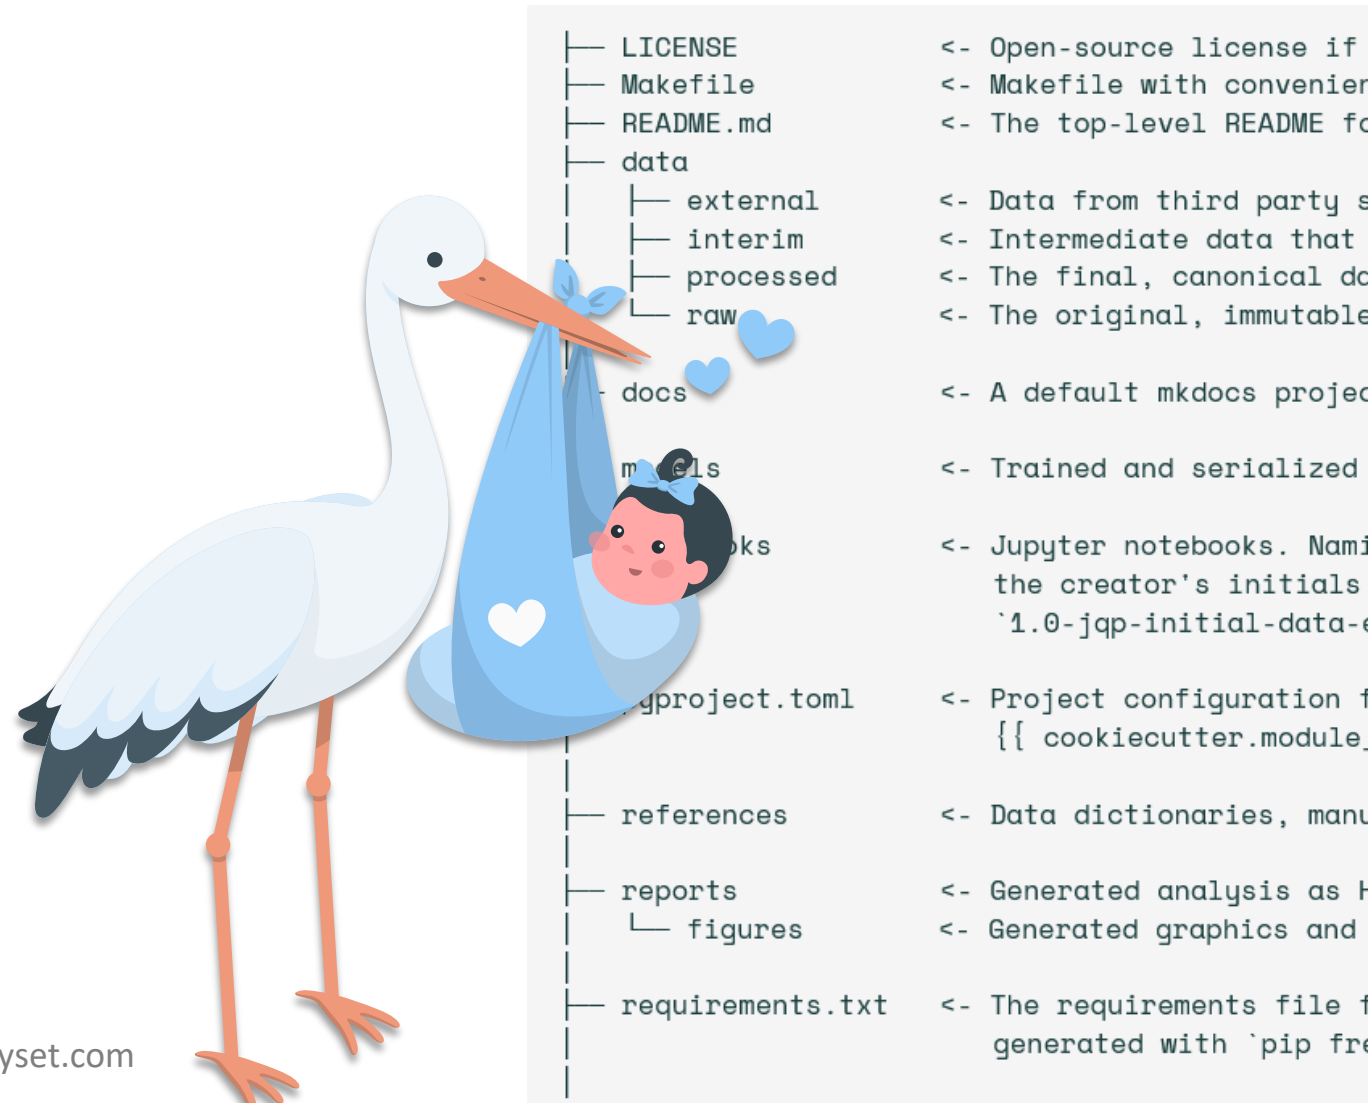 ├── LICENSE <- Open-source license if
├── Makefile <- Makefile with convenien
├── README.md <- The top-level README fo
├── data
│ ├── external <- Data from third party s
│ ├── interim <- Intermediate data that
│ ├── processed <- The final, canonical da
│ └── raw <- The original, immutable
docs <- A default mkdocs projec
<- Trained and serialized
oks <- Jupyter notebooks. Nami
the creator's initials
`1.0-jqp-initial-data-e
pyproject.toml <- Project configuration f
{{ cookiecutter.module_
├── references <- Data dictionaries, manu
├── reports <- Generated analysis as H
│ └── figures <- Generated graphics and
├── requirements.txt <- The requirements file f
generated with `pip fre
yset.com